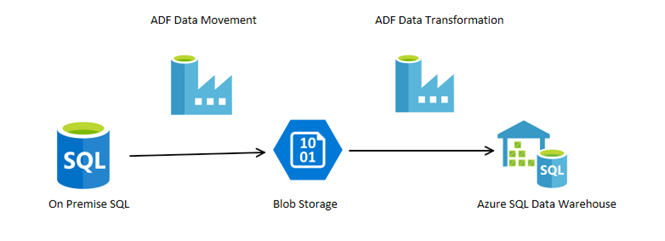 ADF Data Movement
ADF Data Transformation
SQL
10
01
SQL
On Premise SQL
Blob Storage
Azure SQL Data Warehouse